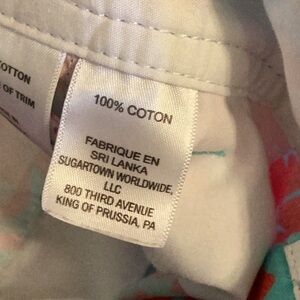 OTTON
OF TRIM
100% COTON
FABRIQUE EN
SRI LANKA
SUGARTOWN WORLDWIDE,
LLC
800 THIRD AVENUE
KING OF PRUSSIA, PA